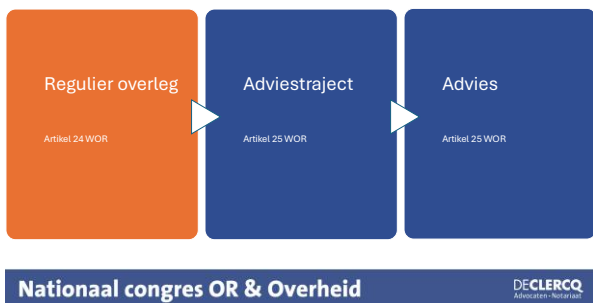 Regulier overleg
Artikel 24 WOR
Adviestraject
Artikel 25 WOR
Advies
Artikel 25 WOR
Nationaal congres OR & Overheid
DECLERCQ
Advocaten - Notariaat